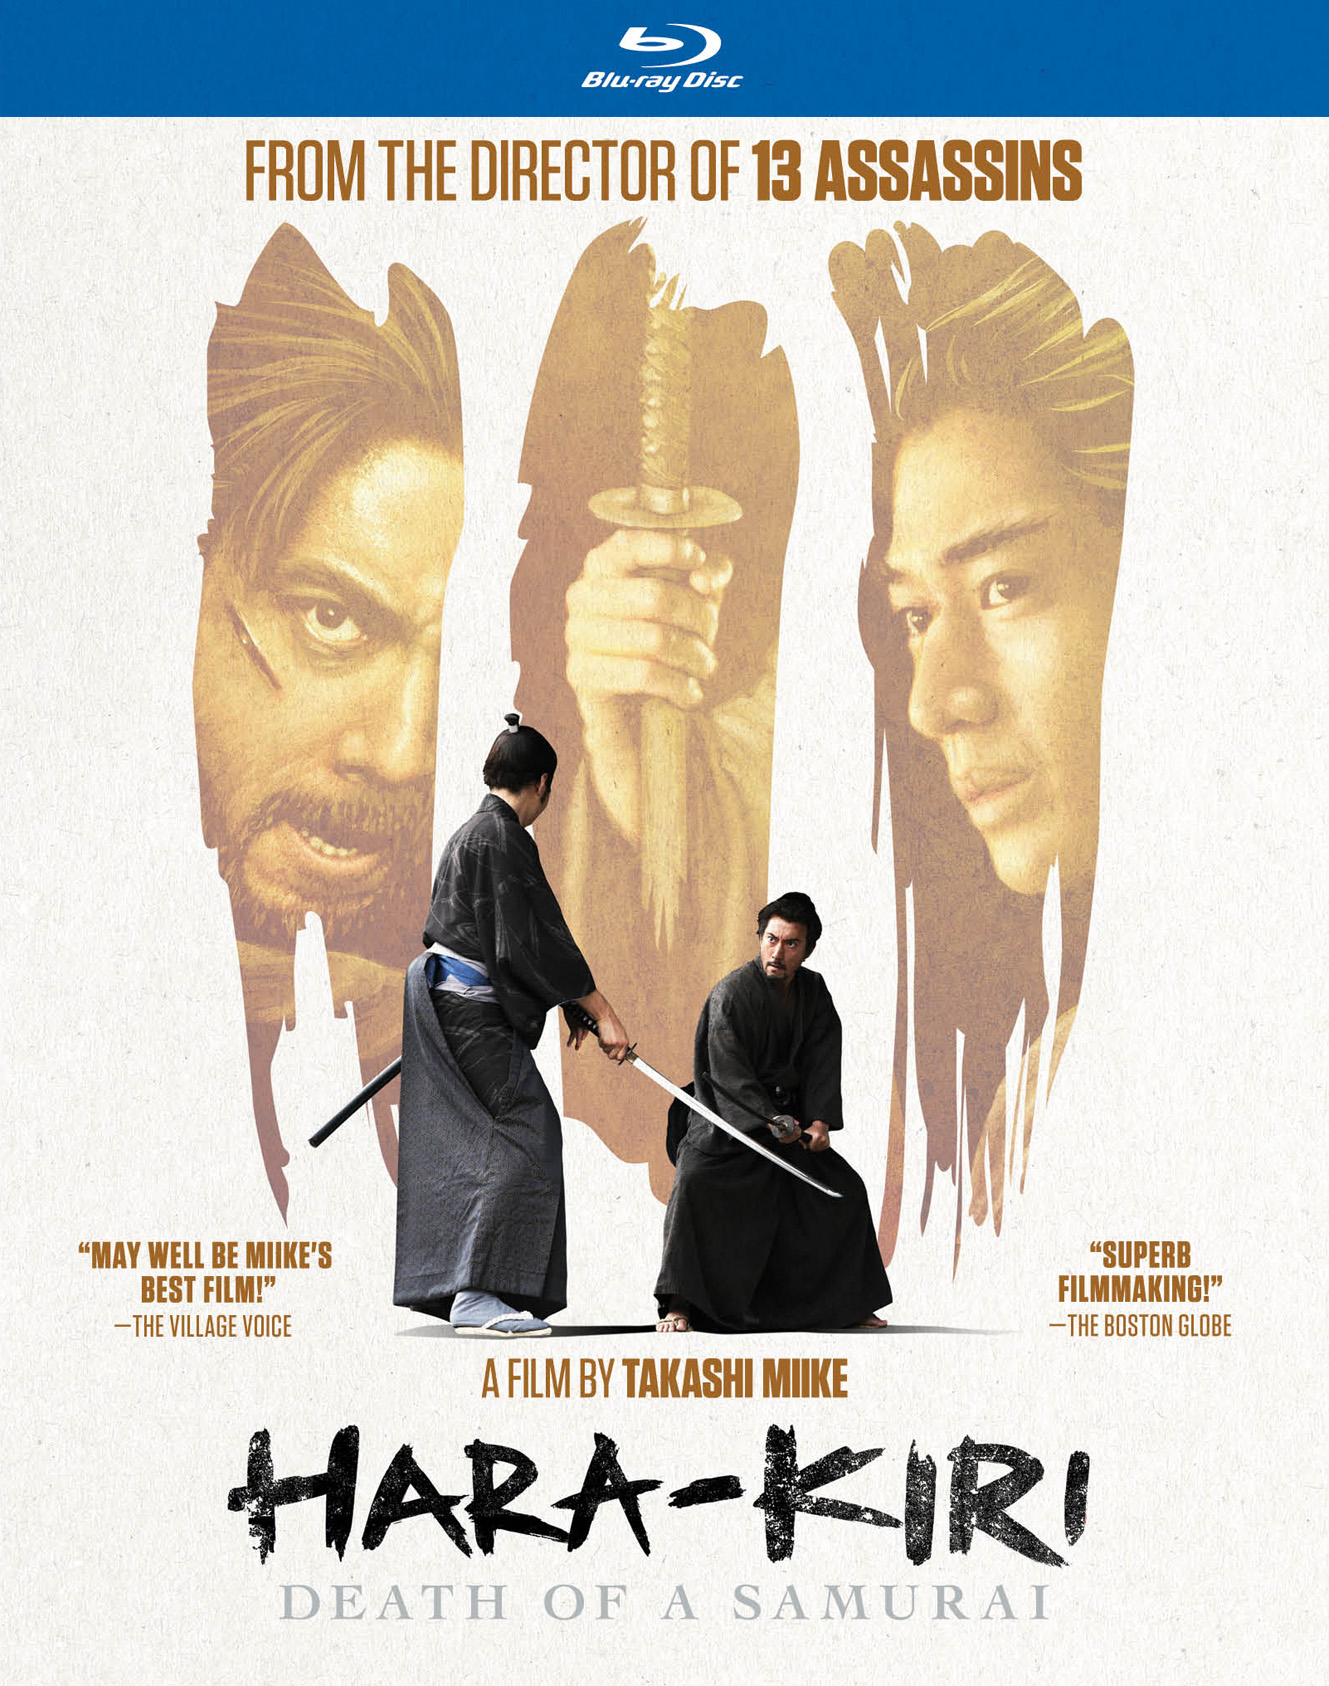 Blu-ray Disc
FROM THE DIRECTOR OF 13 ASSASSINS
“MAY WELL BE MIIKE’S
BEST FILM!”
—THE VILLAGE VOICE
“SUPERB
FILMMAKING!”
—THE BOSTON GLOBE
A FILM BY TAKASHI MIIKE
HARA-KIRI
DEATH OF A SAMURAI